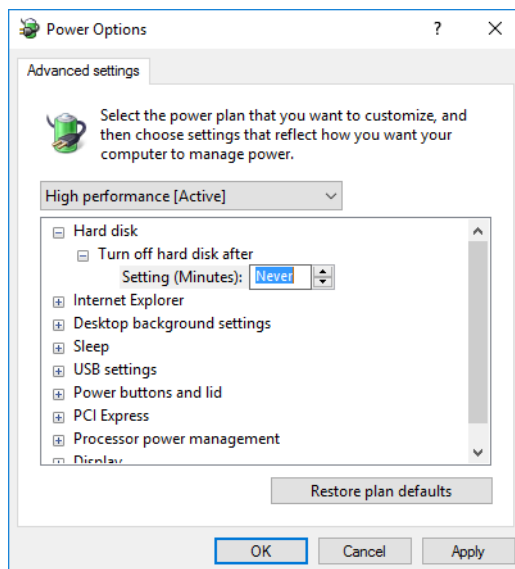 Power Options
?
Advanced settings
Select the power plan that you want to customize, and
then choose settings that reflect how you want your
computer to manage power.
High performance [Active]
Hard disk
Turn off hard disk after
Setting (Minutes): Never
Internet Explorer
Desktop background settings
Sleep
USB settings
Power buttons and lid
PCI Express
Processor power management
Display
Restore plan defaults
OK Cancel Apply